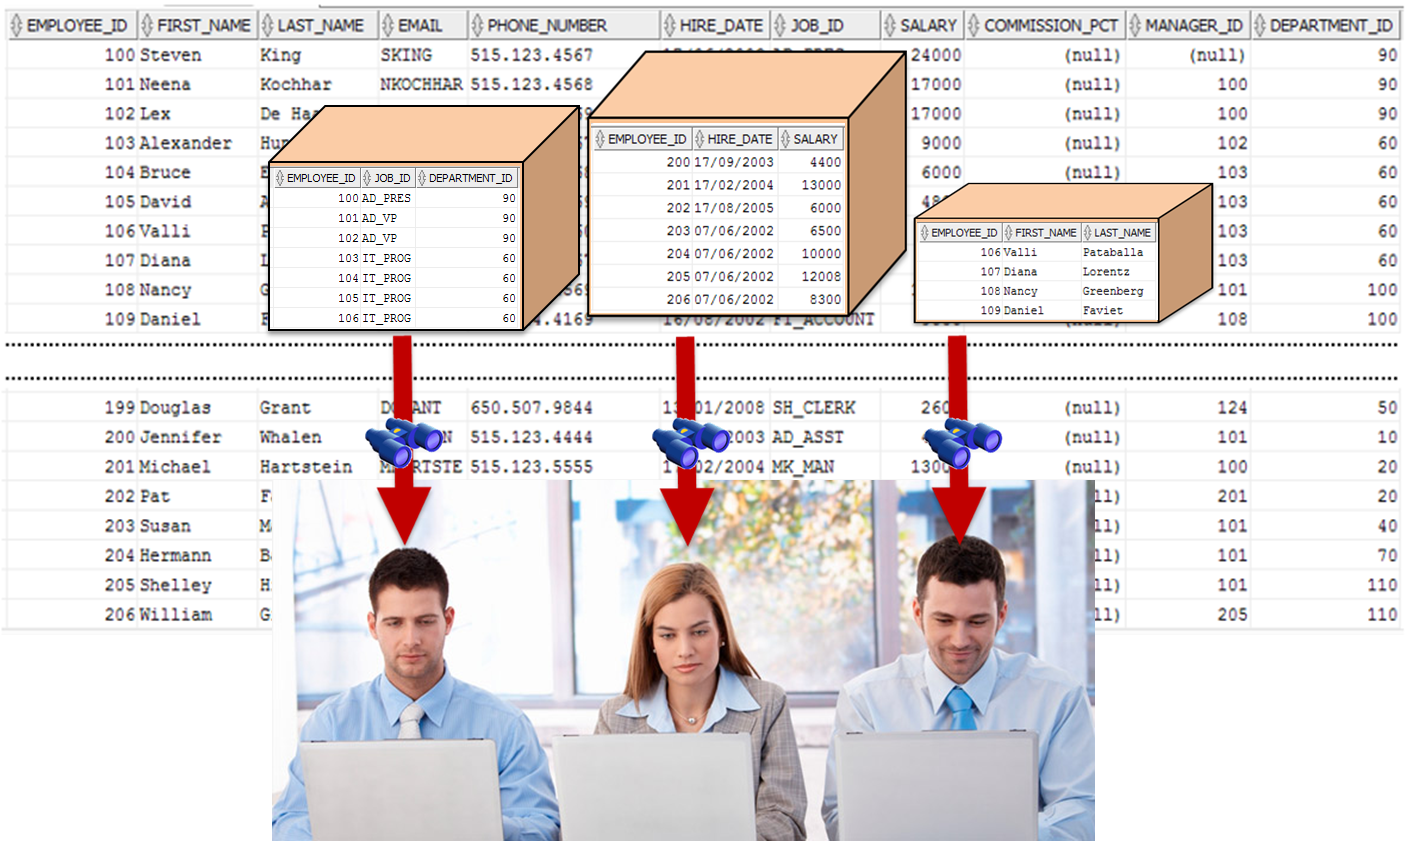 EMPLOYEE_ID FIRST_NAME LAST_NAME EMAIL PHONE_NUMBER HIRE_DATE JOB_ID SALARY COMMISSION_PCT MANAGER_ID DEPARTMENT_ID
100 Steven King SKING 515.123.4567 24000 (null) (null) 90
101 Neena Kochhar NKOCHHAR 515.123.4568 17000 (null) 100 90
102 Lex De 17000 (null) 100 90
103 Alexander 9000 (null) 102 60
104 Bruce 6000 (null) 103 60
105 David 103 60
106 Valli 103 60
107 Diana 103 60
108 Nancy 101 100
109 Daniel 16/08/2002 FI_ACCOUNT 108 100
EMPLOYEE_ID JOB_ID DEPARTMENT_ID
100 AD_PRES 90
101 AD_VP 90
102 AD_VP 90
103 IT_PROG 60
104 IT_PROG 60
105 IT_PROG 60
106 IT_PROG 60
EMPLOYEE_ID HIRE_DATE SALARY
200 17/09/2003 4400
201 17/02/2004 13000
202 17/08/2005 6000
203 07/06/2002 6500
204 07/06/2002 10000
205 07/06/2002 12008
206 07/06/2002 8300
EMPLOYEE_ID FIRST_NAME LAST_NAME
106 Valli Pataballa
107 Diana Lorentz
108 Nancy Greenberg
109 Daniel Faviet
199 Douglas Grant 650.507.9844 SH_CLERK (null) 124 50
200 Jennifer Whalen 515.123.4444 AD_ASST (null) 101 10
201 Michael Hartstein 515.123.5555 MK_MAN (null) 100 20
202 Pat 201 20
203 Susan 101 40
204 Hermann 101 70
205 Shelley 101 110
206 William 205 110